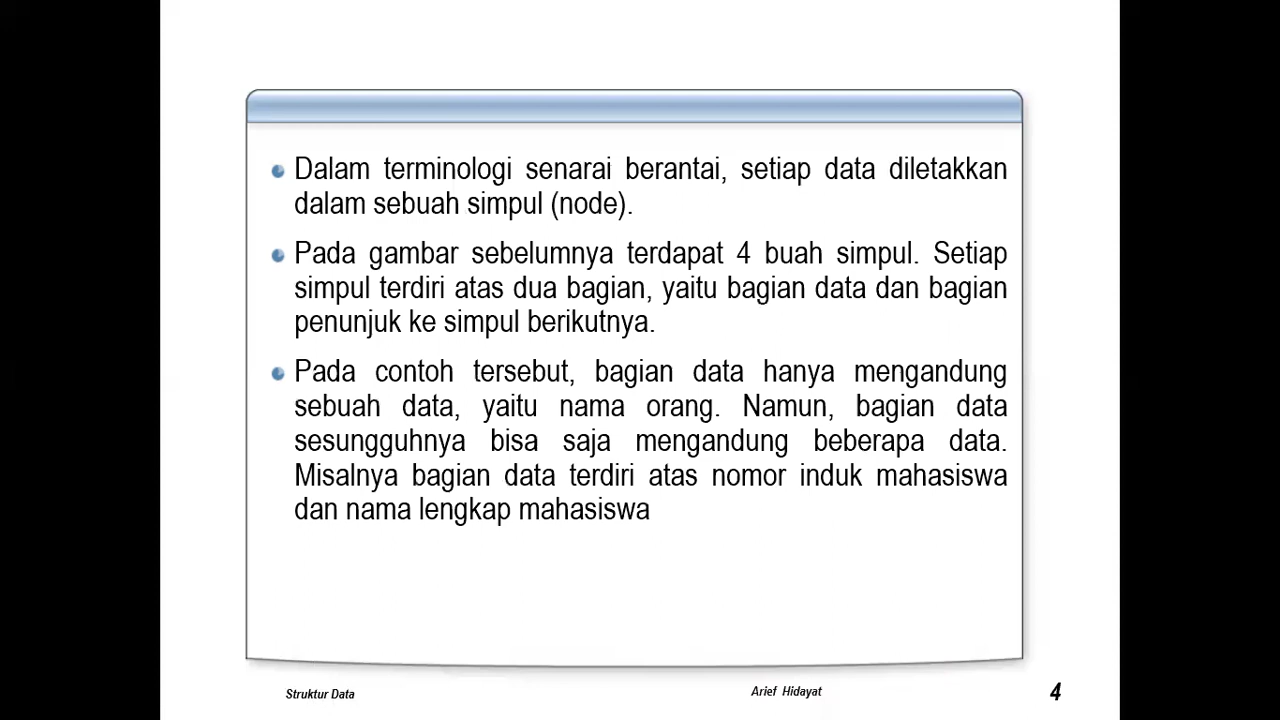 Dalam terminologi senarai berantai, setiap data diletakkan
dalam sebuah simpul (node).
Pada gambar sebelumnya terdapat 4 buah simpul. Setiap
simpul terdiri atas dua bagian, yaitu bagian data dan bagian
penunjuk ke simpul berikutnya.
Pada contoh tersebut, bagian data hanya mengandung
sebuah data, yaitu nama orang. Namun, bagian data
sesungguhnya bisa saja mengandung beberapa data.
Misalnya bagian data terdiri atas nomor induk mahasiswa
dan nama lengkap mahasiswa
Struktur Data
Arief Hidayat
4